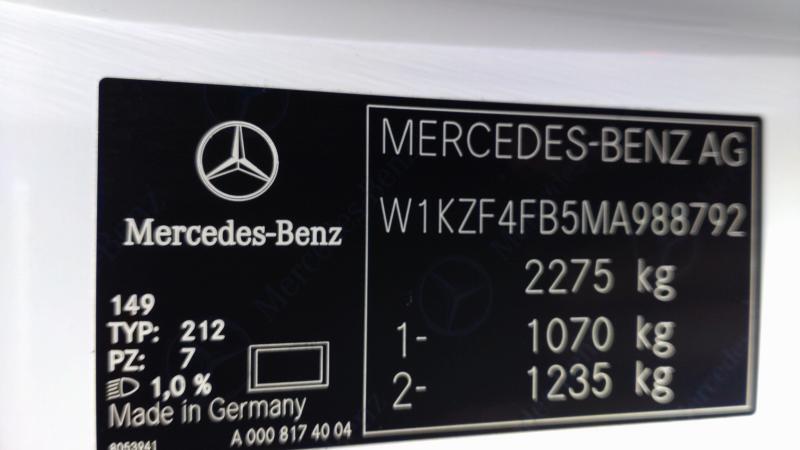 Mercedes-Benz
149
TYP: 212
PZ: 7
1,0 %
Made in Germany
8053941
A 000 817 40 04
MERCEDES-BENZ AG
W1KZF4FB5MA988792
2275 kg
1- 1070 kg
2- 1235 kg